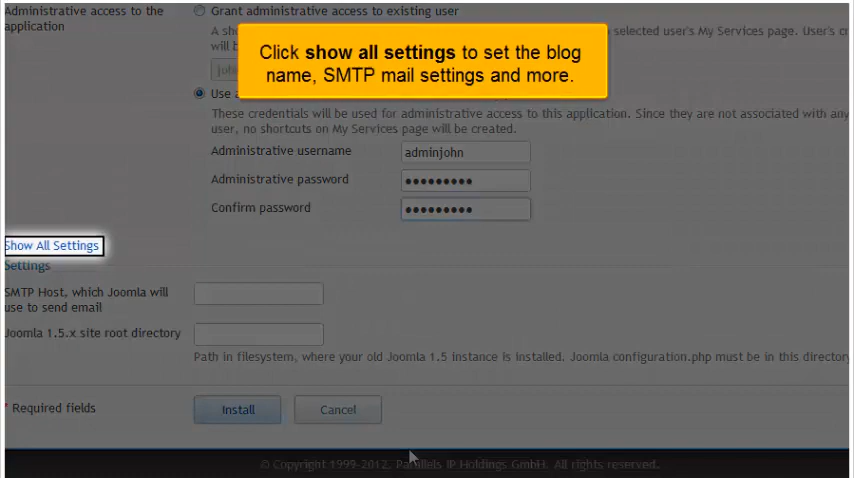 Administrative access to the
application
Grant administrative access to existing user
Click show all settings to set the blog
name, SMTP mail settings and more.
A sh
selected user's My Services page. User's cr
will be
joh
Use a
These credentials will be used for administrative access to this application. Since they are not associated with any
user, no shortcuts on My Services page will be created.
Administrative username
adminjohn
Administrative password
●●●●●●●●●
Confirm password
●●●●●●●●●
Show All Settings
Settings
SMTP Host, which Joomla will
use to send email
Joomla 1.5.x site root directory
Path in filesystem, where your old Joomla 1.5 instance is installed. Joomla configuration.php must be in this directory
* Required fields
Install
Cancel
© Copyright 1999-2012, Parallels IP Holdings GmbH. All rights reserved.